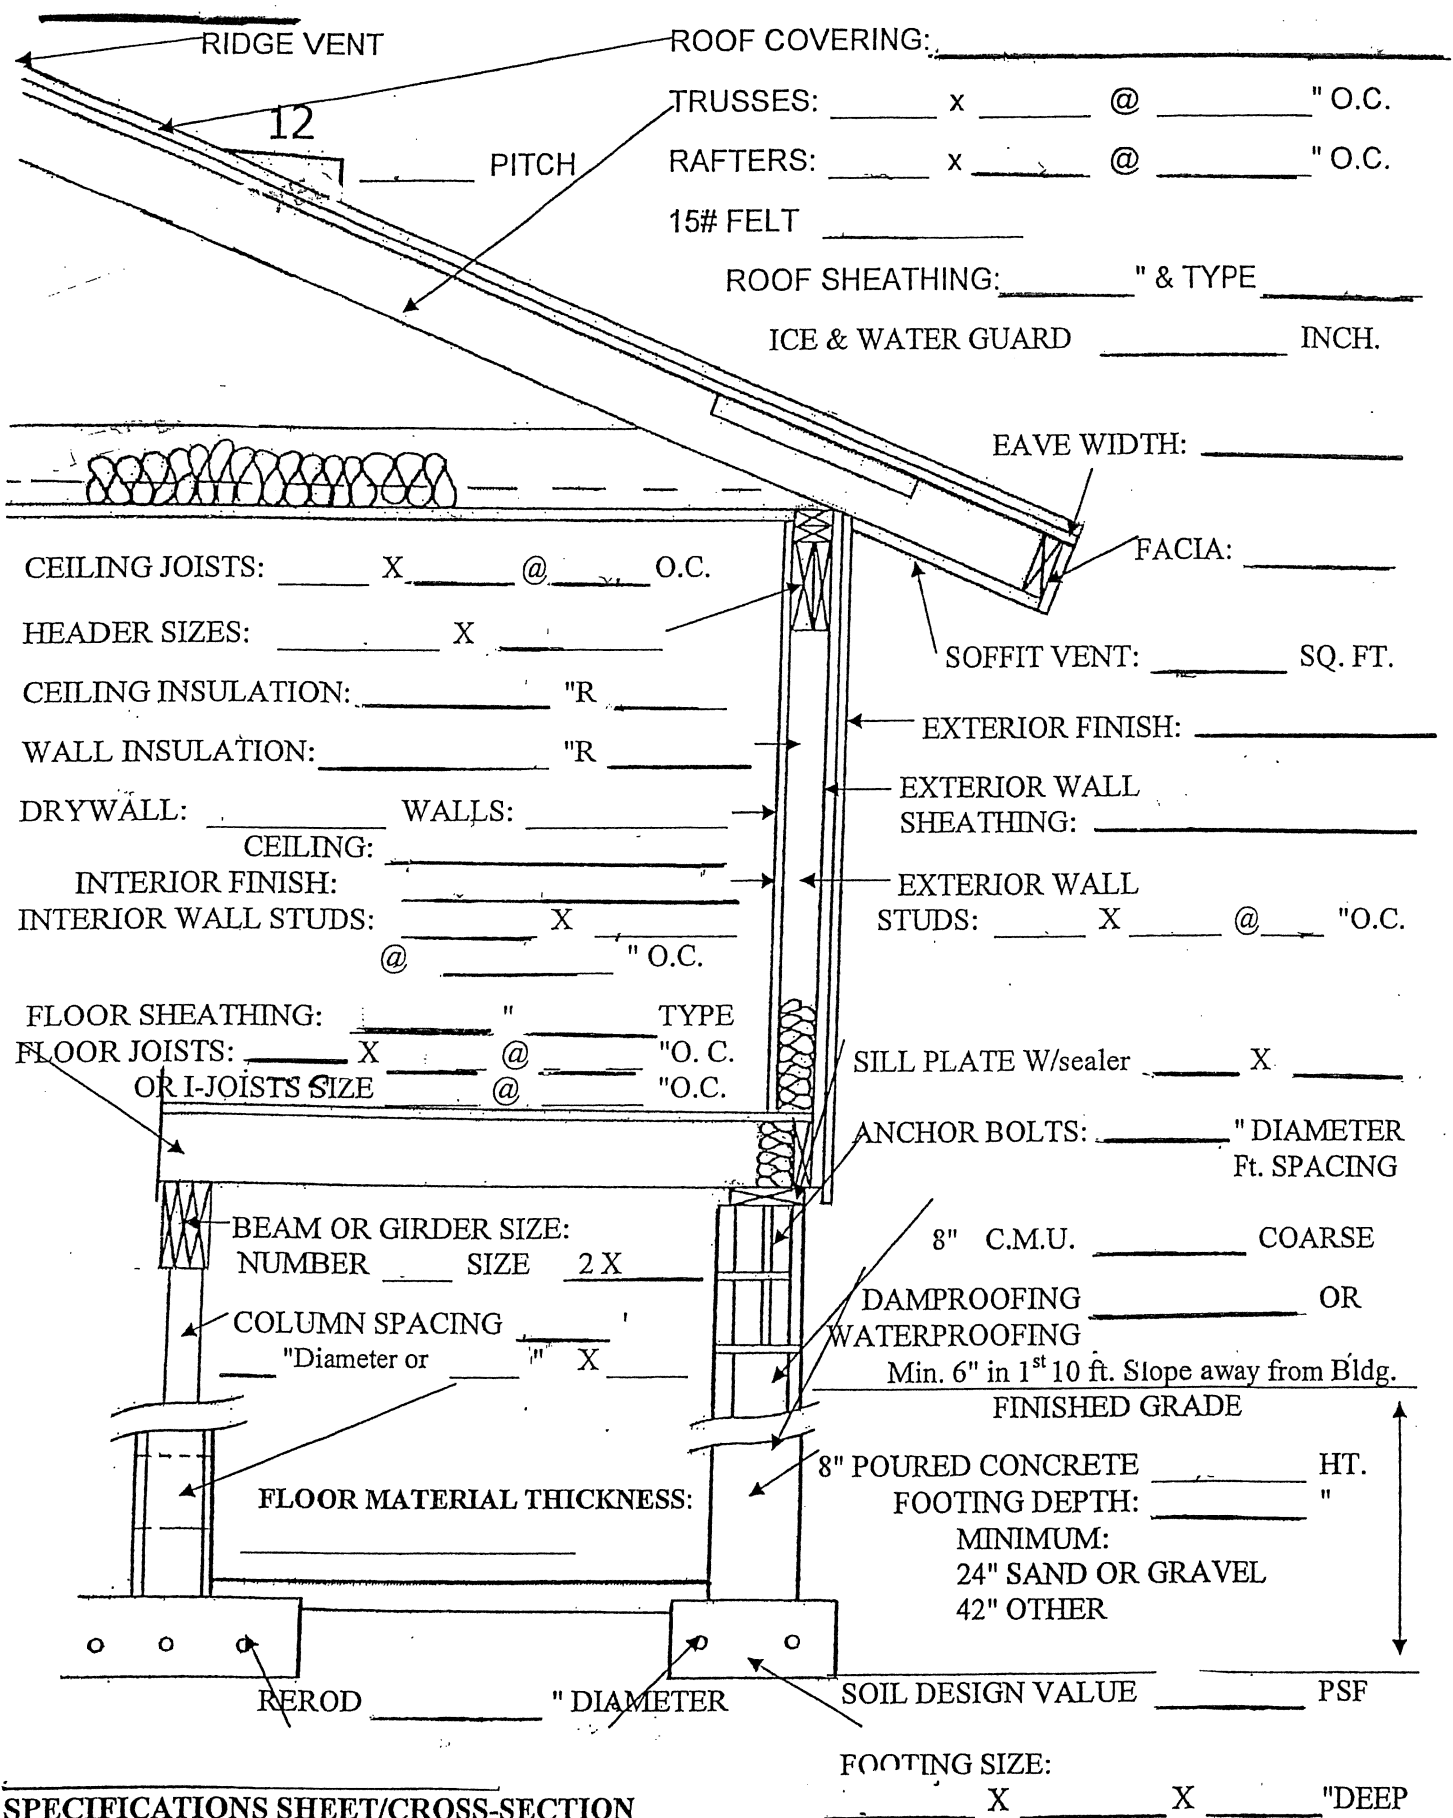 RIDGE VENT
ROOF COVERING:
12
PITCH
TRUSSES: x @ " O.C.
RAFTERS: x @ " O.C.
15# FELT
ROOF SHEATHING: " & TYPE
ICE & WATER GUARD INCH.
EAVE WIDTH:
FACIA:
SOFFIT VENT: SQ. FT.
EXTERIOR FINISH:
EXTERIOR WALL
SHEATHING:
EXTERIOR WALL
STUDS: X @ "O.C.
CEILING JOISTS: X @ O.C.
HEADER SIZES: X
CEILING INSULATION: "R
WALL INSULATION: "R
DRYWALL: WALLS:
CEILING:
INTERIOR FINISH:
INTERIOR WALL STUDS: X
@ " O.C.
FLOOR SHEATHING: " TYPE
FLOOR JOISTS: X @ "O. C.
OR I-JOISTS SIZE @ "O.C.
SILL PLATE W/sealer X
ANCHOR BOLTS: " DIAMETER
Ft. SPACING
8" C.M.U. COARSE
DAMPROOFING OR
WATERPROOFING
Min. 6" in 1st 10 ft. Slope away from Bldg.
FINISHED GRADE
BEAM OR GIRDER SIZE:
NUMBER SIZE 2 X
COLUMN SPACING '
"Diameter or " X
FLOOR MATERIAL THICKNESS:
8" POURED CONCRETE HT.
FOOTING DEPTH: "
MINIMUM:
24" SAND OR GRAVEL
42" OTHER
REROD " DIAMETER
SOIL DESIGN VALUE PSF
FOOTING SIZE:
X X "DEEP
SPECIFICATIONS SHEET/CROSS-SECTION